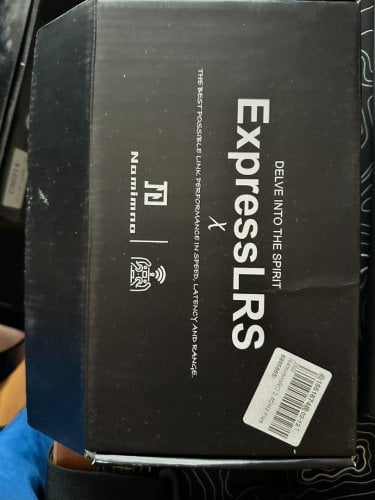 DELVE INTO THE SPIRIT
ExpressLRS
X
THE BEST POSSIBLE LINK PERFORMANCE IN SPEED, LATENCY AND RANGE.
Namimno